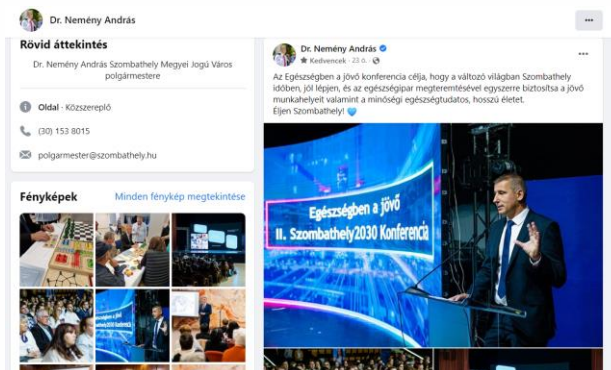 Dr. Nemény András
Rövid áttekintés
Dr. Nemény András Szombathely Megyei Jogú Város
polgármestere
Oldal · Közszereplő
(30) 153 8015
polgarmester@szombathely.hu
Fényképek
Minden fénykép megtekintése
Dr. Nemény András
Kedvencek · 23 ó. ·
Az Egészségben a jövő konferencia célja, hogy a változó világban Szombathely
időben, jól lépjen, és az egészségipar megteremtésével egyszerre biztosítsa a jövő
munkahelyeit valamint a minőségi egészségtudatos, hosszú életet.
Éljen Szombathely!
Egészségben a jövő
II. Szombathely2030 Konferencia